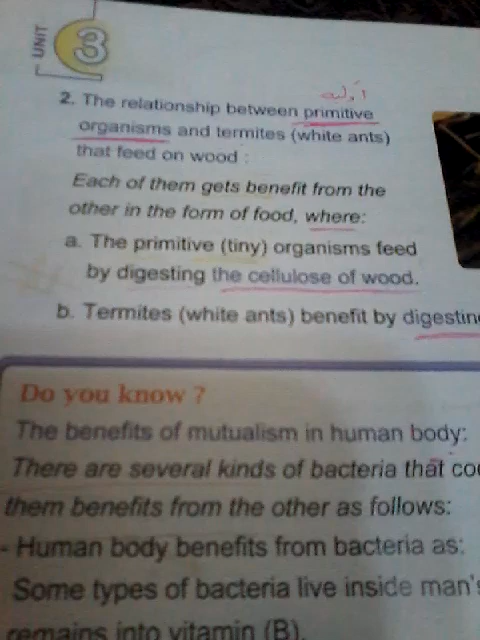 UNIT
3
أولية
2. The relationship between primitive
organisms and termites (white ants)
that feed on wood :
Each of them gets benefit from the
other in the form of food, where:
a. The primitive (tiny) organisms feed
by digesting the cellulose of wood.
b. Termites (white ants) benefit by digestin
Do you know ?
The benefits of mutualism in human body:
There are several kinds of bacteria that co
them benefits from the other as follows:
- Human body benefits from bacteria as:
Some types of bacteria live inside man's
remains into vitamin (B).